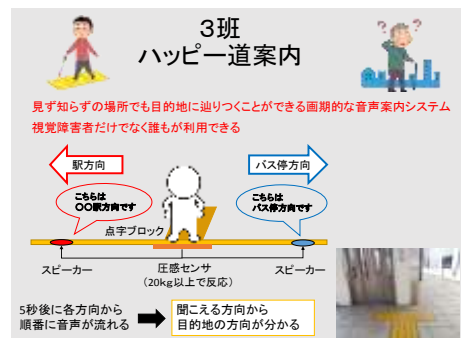 3班
ハッピー道案内
見ず知らずの場所でも目的地に辿りつくことができる画期的な音声案内システム
視覚障害者だけでなく誰もが利用できる
駅方向
バス停方向
こちらは
〇〇駅方向です
こちらは
バス停方向です
点字ブロック
スピーカー
圧感センサ
(20kg以上で反応)
スピーカー
5秒後に各方向から
順番に音声が流れる
聞こえる方向から
目的地の方向が分かる